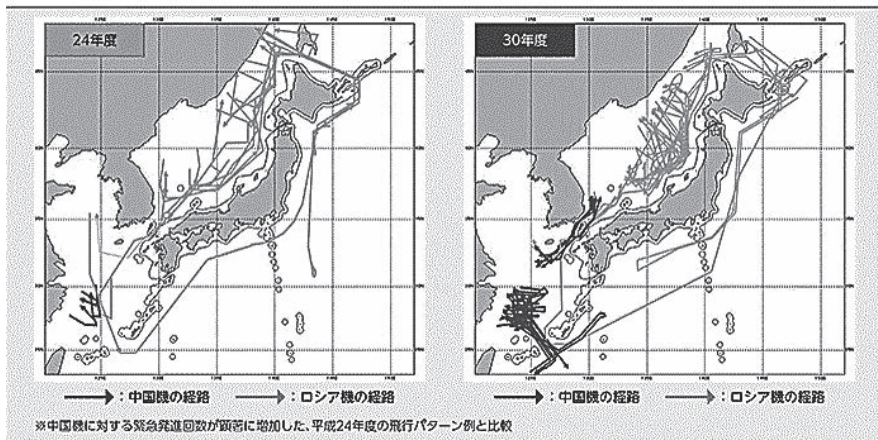 24年度
30年度
:中国機の経路 :ロシア機の経路
:中国機の経路 :ロシア機の経路
※中国機に対する緊急発進回数が顕著に増加した、平成24年度の飛行パターン例と比較